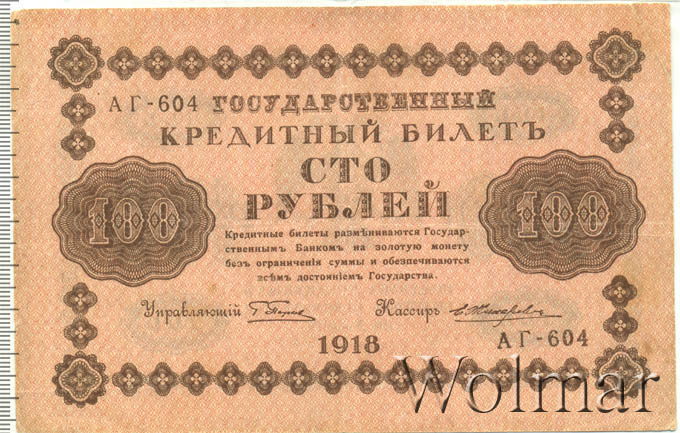 АГ-604 ГОСУДАРСТВЕННЫЙ
КРЕДИТНЫЙ БИЛЕТЪ
СТО
РУБЛЕЙ
100 100
Кредитные билеты размѣниваются Государ-
ственнымъ Банкомъ на золотую монету
безъ ограниченія суммы и обезпечиваются
всѣмъ достояніемъ Государства.
Управляющій Кассиръ
1918
АГ-604
Wolmar